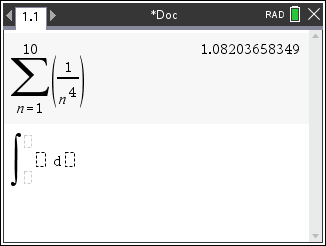 1.1 *Doc RAD
10
∑ (1/n⁴) 1.08203658349
n=1
∫ d